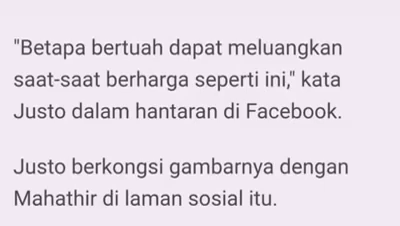 "Betapa bertuah dapat meluangkan
saat-saat berharga seperti ini," kata
Justo dalam hantaran di Facebook.
Justo berkongsi gambarnya dengan
Mahathir di laman sosial itu.